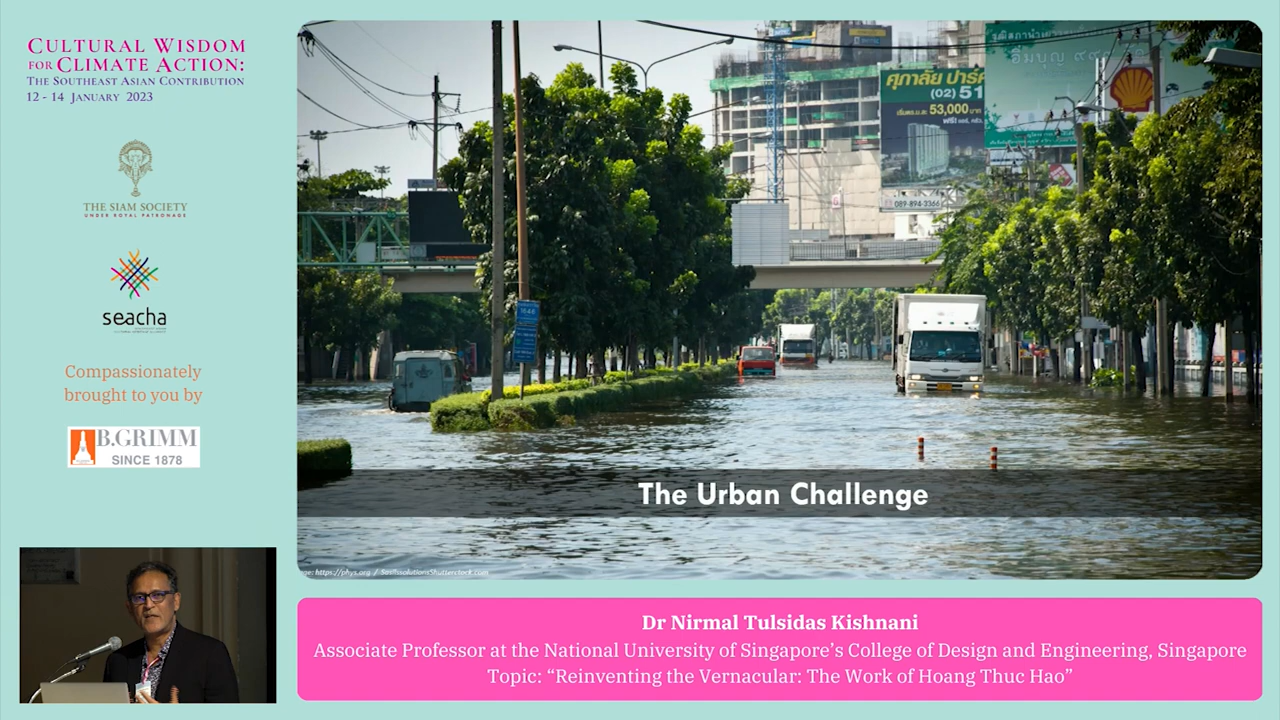 CULTURAL WISDOM
FOR CLIMATE ACTION:
THE SOUTHEAST ASIAN CONTRIBUTION
12 - 14 JANUARY 2023
THE SIAM SOCIETY
UNDER ROYAL PATRONAGE
seacha
Compassionately
brought to you by
B.GRIMM
SINCE 1878
ศุภาลัย ปาร์ค
(02) 51
53,000
ฟรี!
089-894-3366
1646
The Urban Challenge
Dr Nirmal Tulsidas Kishnani
Associate Professor at the National University of Singapore's College of Design and Engineering, Singapore
Topic: “Reinventing the Vernacular: The Work of Hoang Thuc Hao”